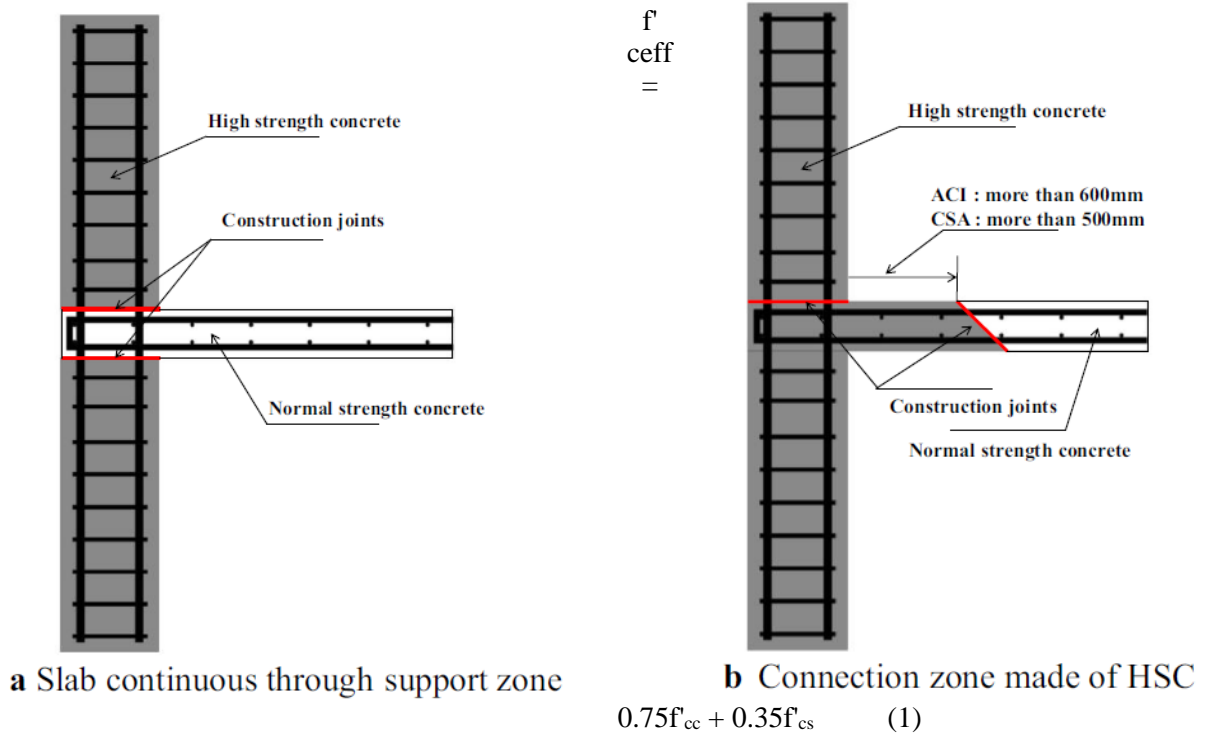 f'
ceff
=
High strength concrete
Construction joints
Normal strength concrete
a Slab continuous through support zone
High strength concrete
ACI : more than 600mm
CSA : more than 500mm
Construction joints
Normal strength concrete
b Connection zone made of HSC
0.75f'cc + 0.35f'cs (1)